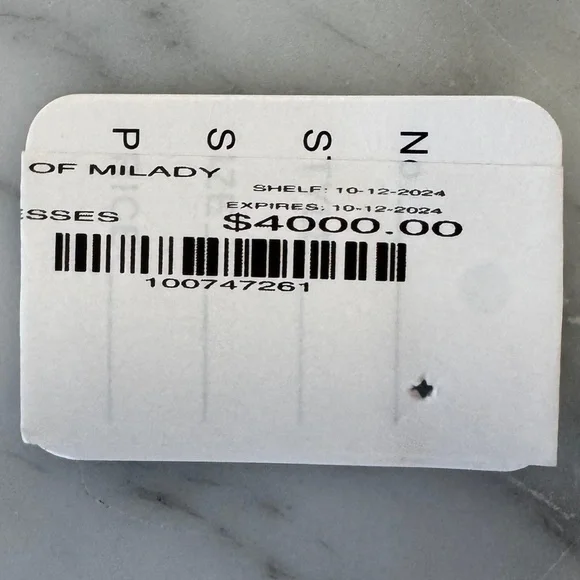 P S S N
OF MILADY
SHELF: 10-12-2024
EXPIRES: 10-12-2024
ESSES $4000.00
100747261